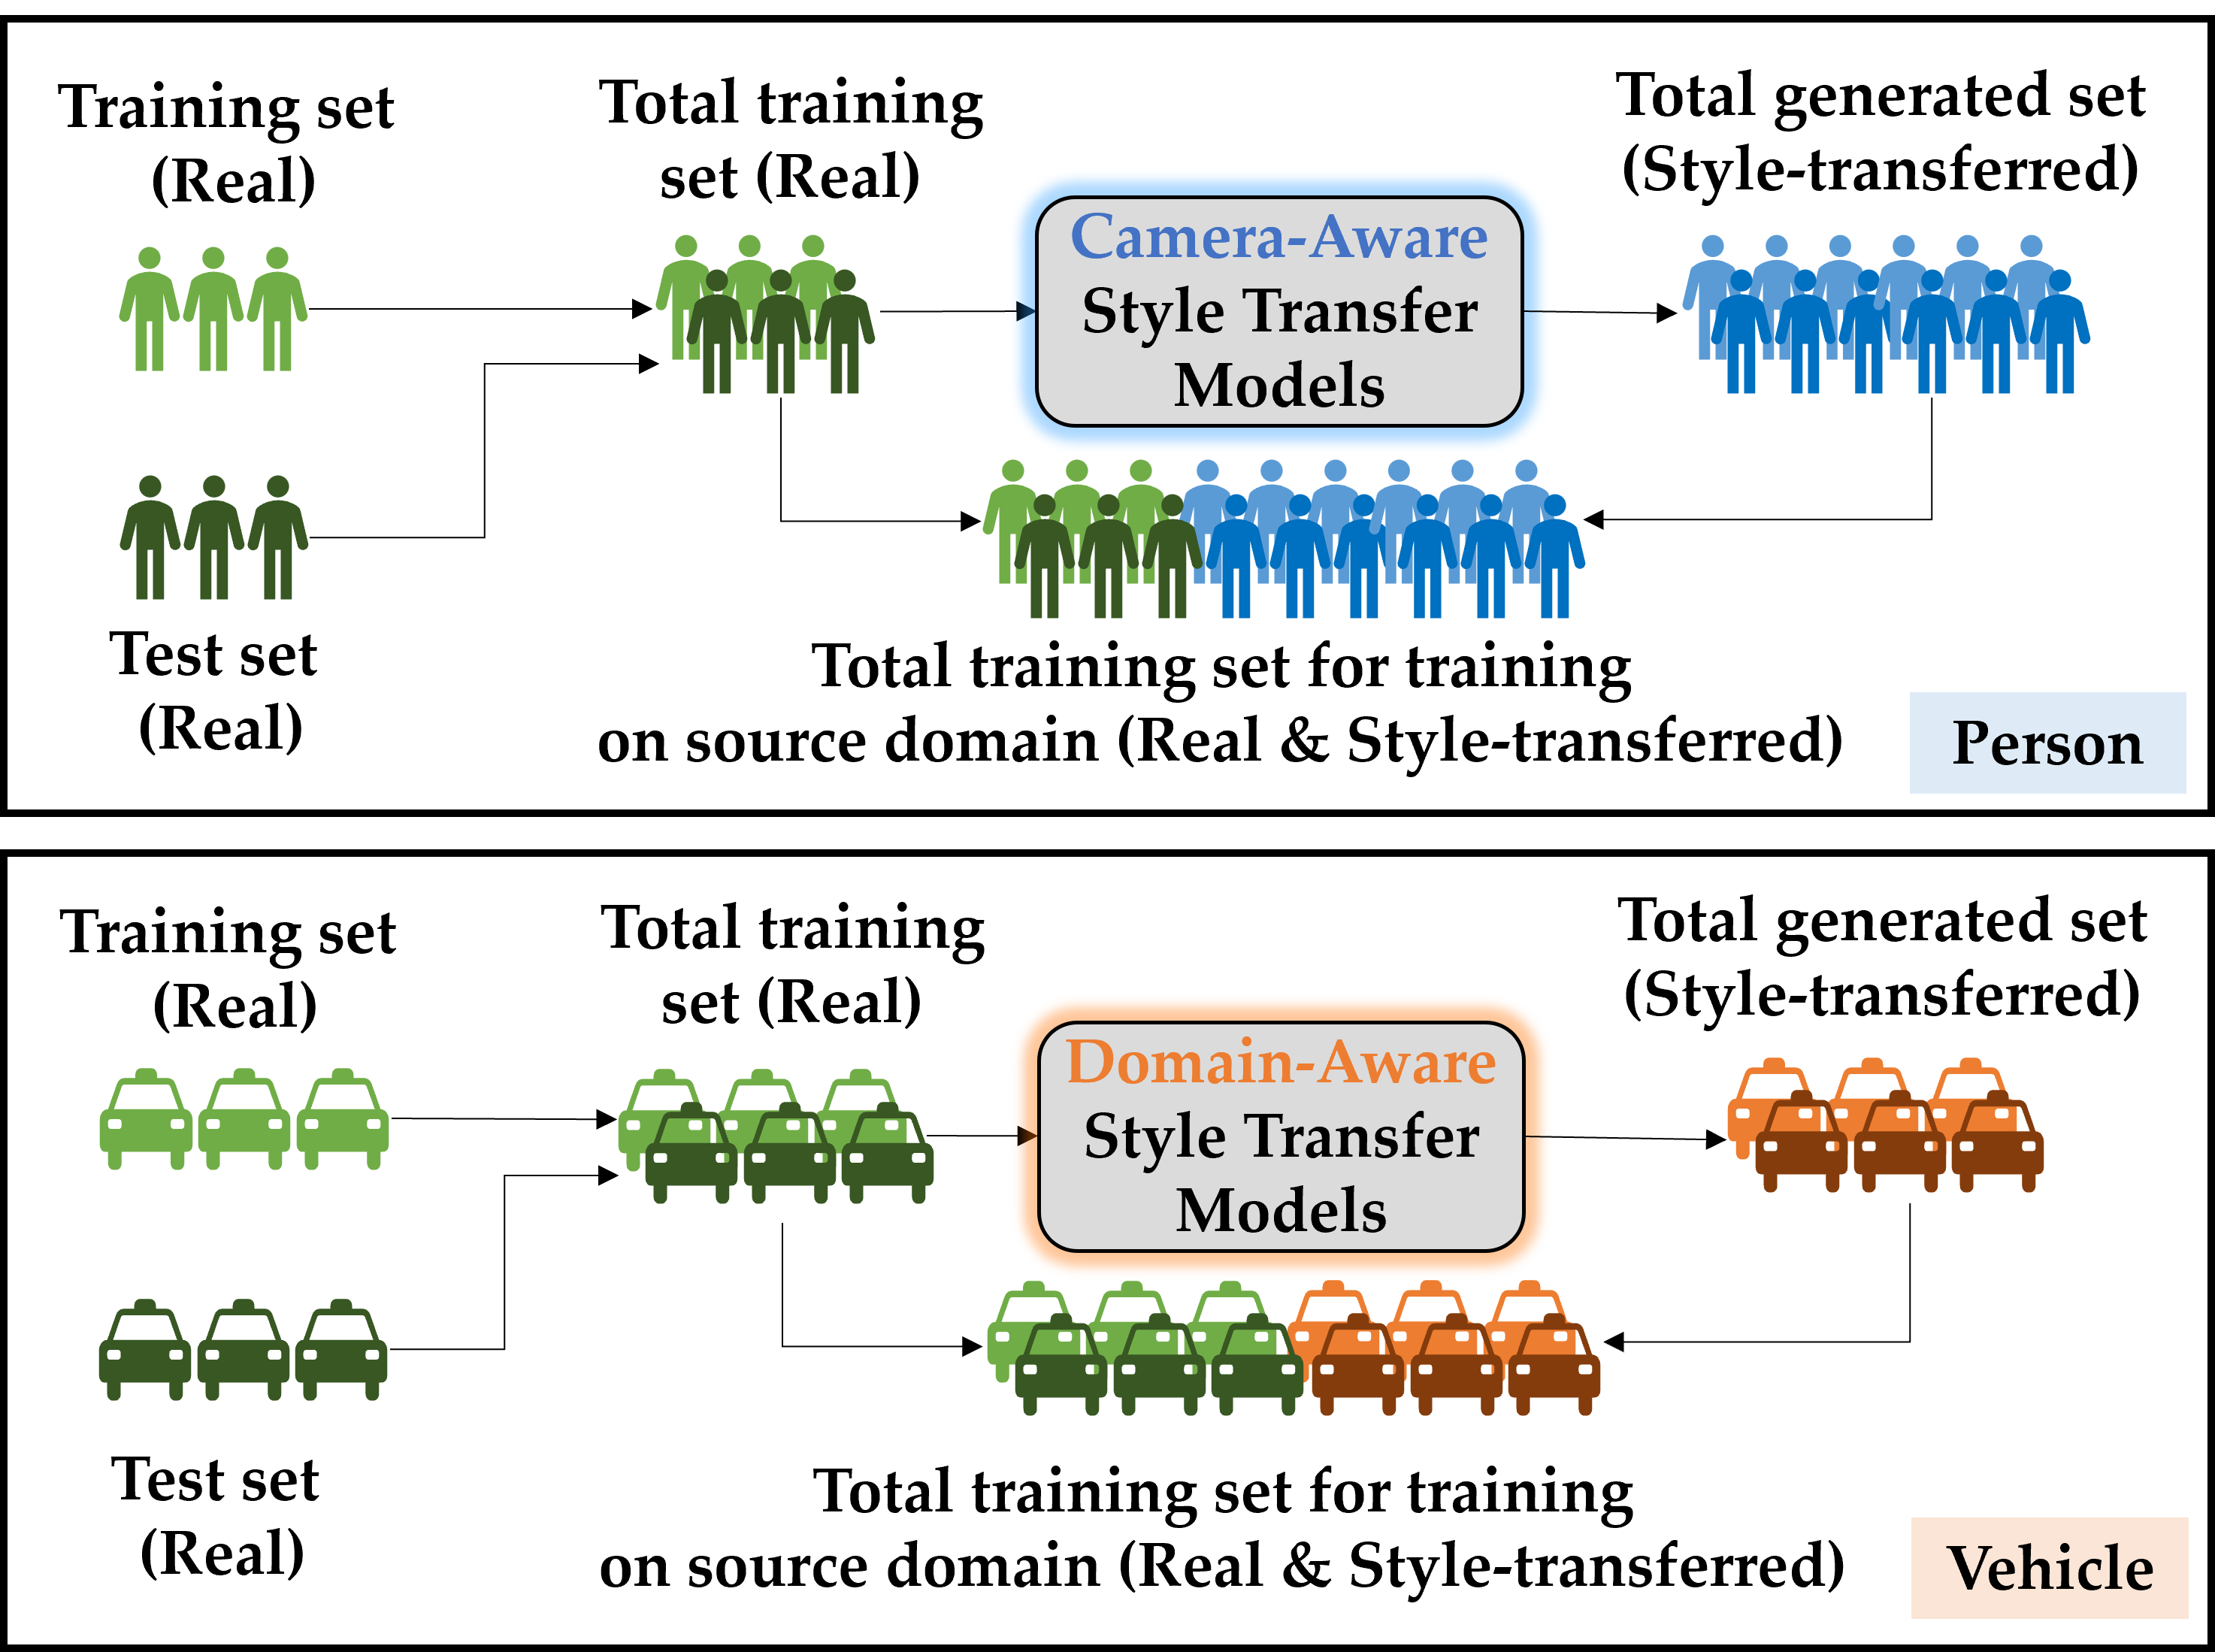 Training set
(Real)
Total training
set (Real)
Total generated set
(Style-transferred)
Camera-Aware
Style Transfer
Models
Test set
(Real)
Total training set for training
on source domain (Real & Style-transferred)
Person
Training set
(Real)
Total training
set (Real)
Total generated set
(Style-transferred)
Domain-Aware
Style Transfer
Models
Test set
(Real)
Total training set for training
on source domain (Real & Style-transferred)
Vehicle